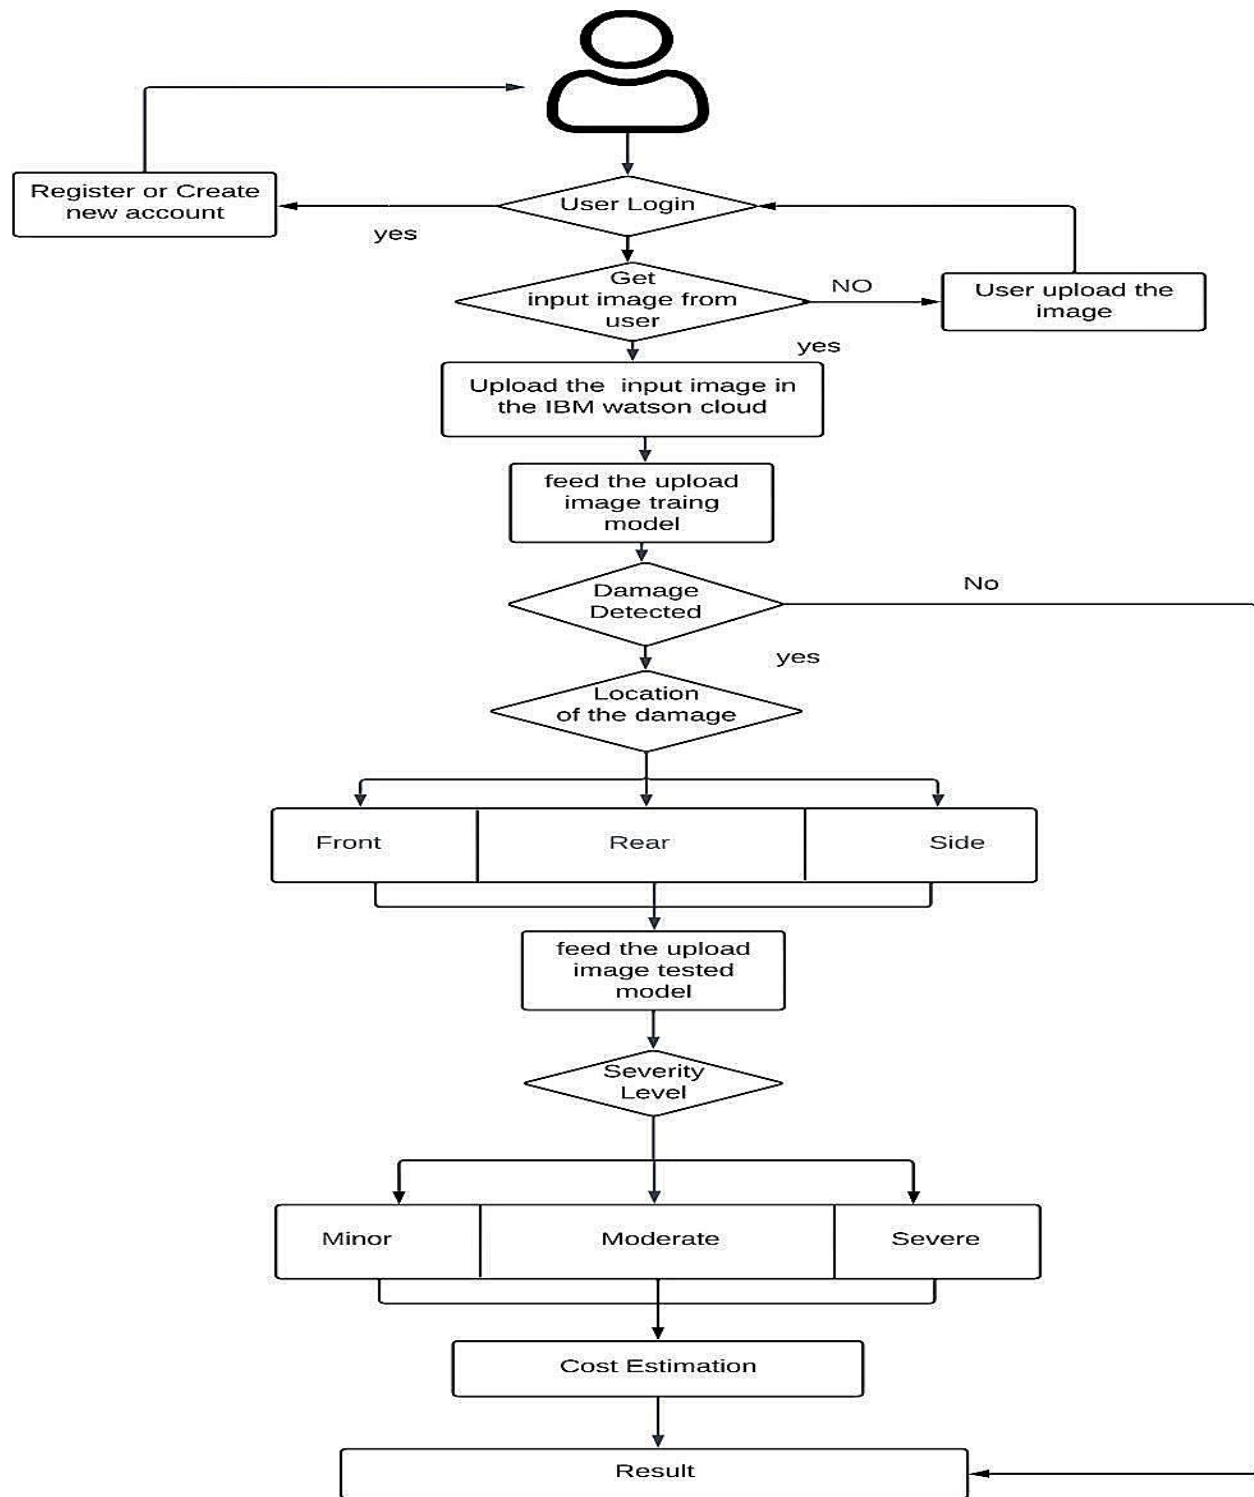 Register or Create
new account
User Login
yes
Get
input image from
user
NO
User upload the
image
yes
Upload the input image in
the IBM watson cloud
feed the upload
image traing
model
Damage
Detected
No
yes
Location
of the damage
Front
Rear
Side
feed the upload
image tested
model
Severity
Level
Minor
Moderate
Severe
Cost Estimation
Result